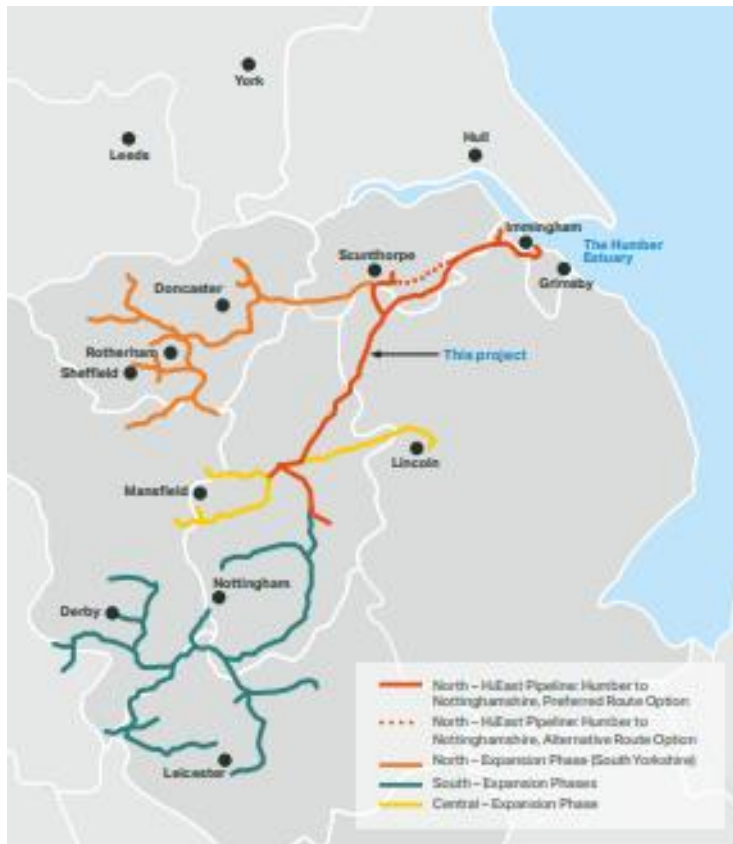 York
Leeds
Hull
Immingham
The Humber
Estuary
Scunthorpe
Grimsby
Doncaster
Rotherham
Sheffield
This project
Lincoln
Mansfield
Nottingham
Derby
Leicester
North – H₂East Pipeline: Humber to
Nottinghamshire, Preferred Route Option
North – H₂East Pipeline: Humber to
Nottinghamshire, Alternative Route Option
North – Expansion Phase (South Yorkshire)
South – Expansion Phases
Central – Expansion Phase